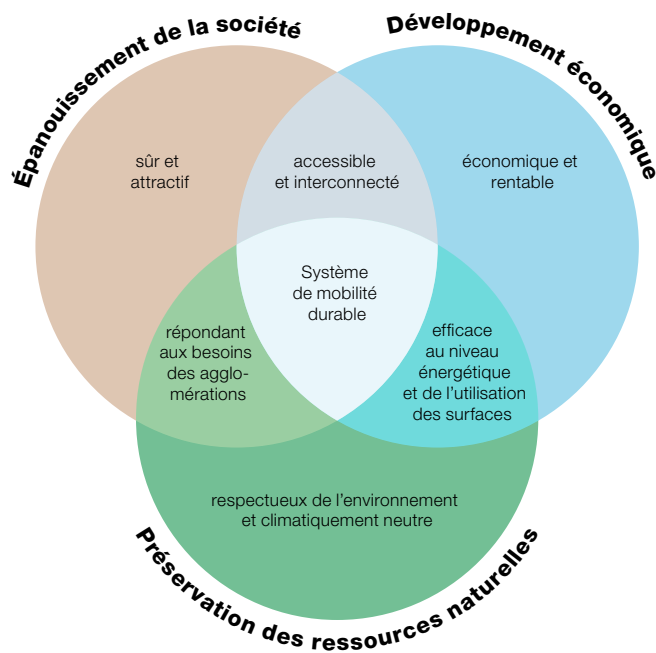 Épanouissement de la société
Développement économique
sûr et
attractif
accessible
et interconnecté
économique et
rentable
Système
de mobilité
durable
répondant
aux besoins
des agglo-
mérations
efficace
au niveau
énergétique
et de l’utilisation
des surfaces
respectueux de l’environnement
et climatiquement neutre
Préservation des ressources naturelles